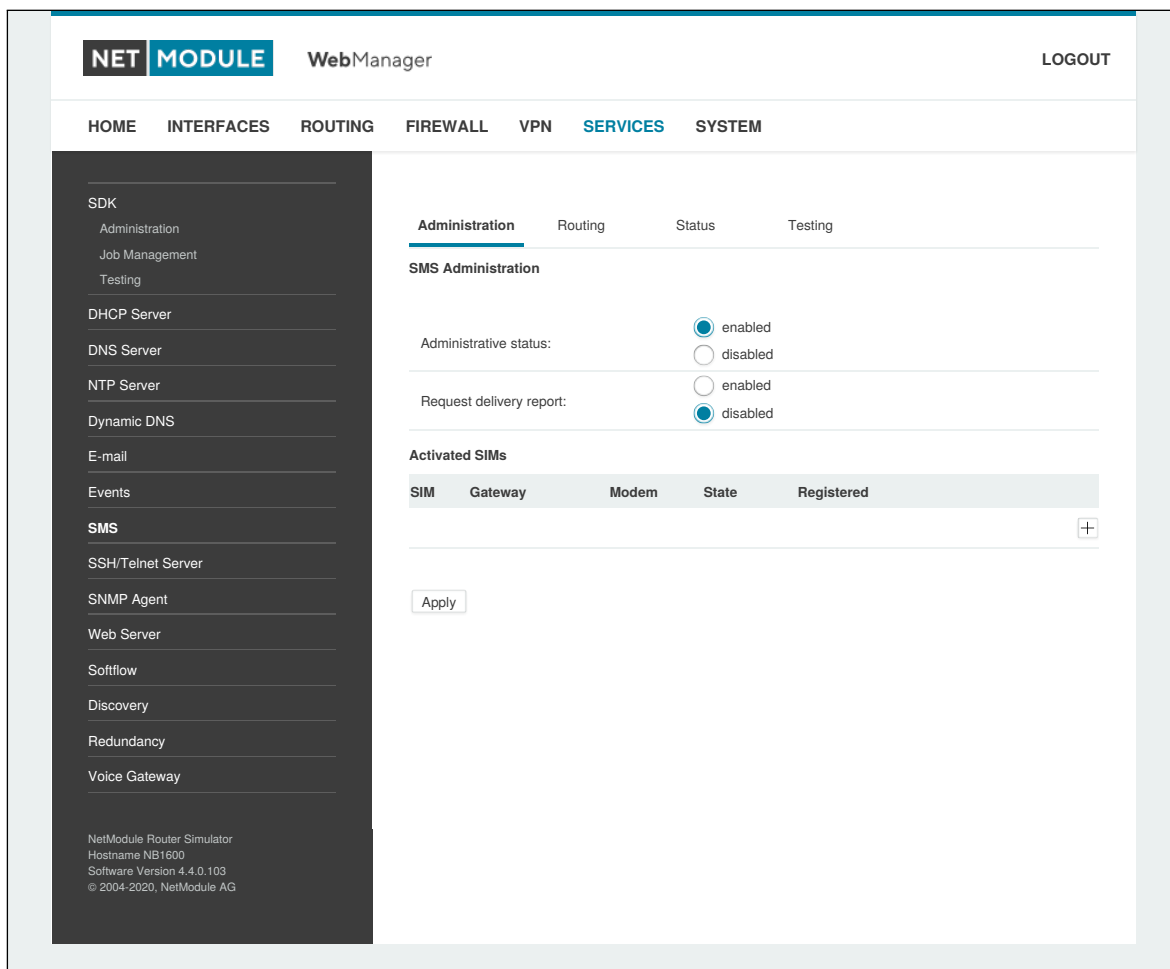 NET MODULE WebManager LOGOUT
HOME INTERFACES ROUTING FIREWALL VPN SERVICES SYSTEM
SDK
Administration
Job Management
Testing
DHCP Server
DNS Server
NTP Server
Dynamic DNS
E-mail
Events
SMS
SSH/Telnet Server
SNMP Agent
Web Server
Softflow
Discovery
Redundancy
Voice Gateway
NetModule Router Simulator
Hostname NB1600
Software Version 4.4.0.103
© 2004-2020, NetModule AG
Administration Routing Status Testing
SMS Administration
Administrative status:
enabled
disabled
Request delivery report:
enabled
disabled
Activated SIMs
SIM Gateway Modem State Registered
Apply